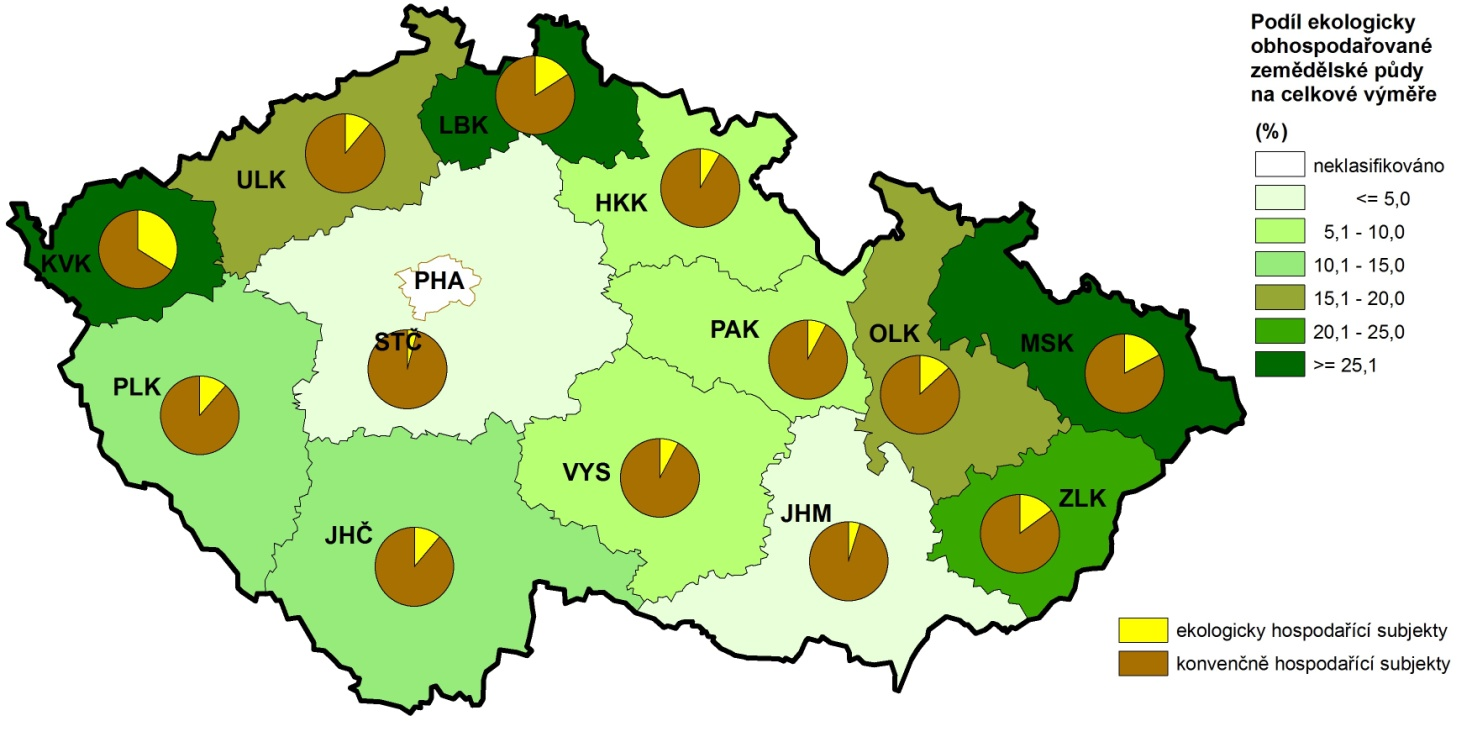 Podíl ekologicky
obhospodařované
zemědělské půdy
na celkové výměře
(%)
neklasifikováno
<= 5,0
5,1 - 10,0
10,1 - 15,0
15,1 - 20,0
20,1 - 25,0
>= 25,1
LBK
ULK
HKK
KVK
PHA
PAK
OLK
STČ
MSK
PLK
VYS
ZLK
JHM
JHČ
ekologicky hospodařící subjekty
konvenčně hospodařící subjekty